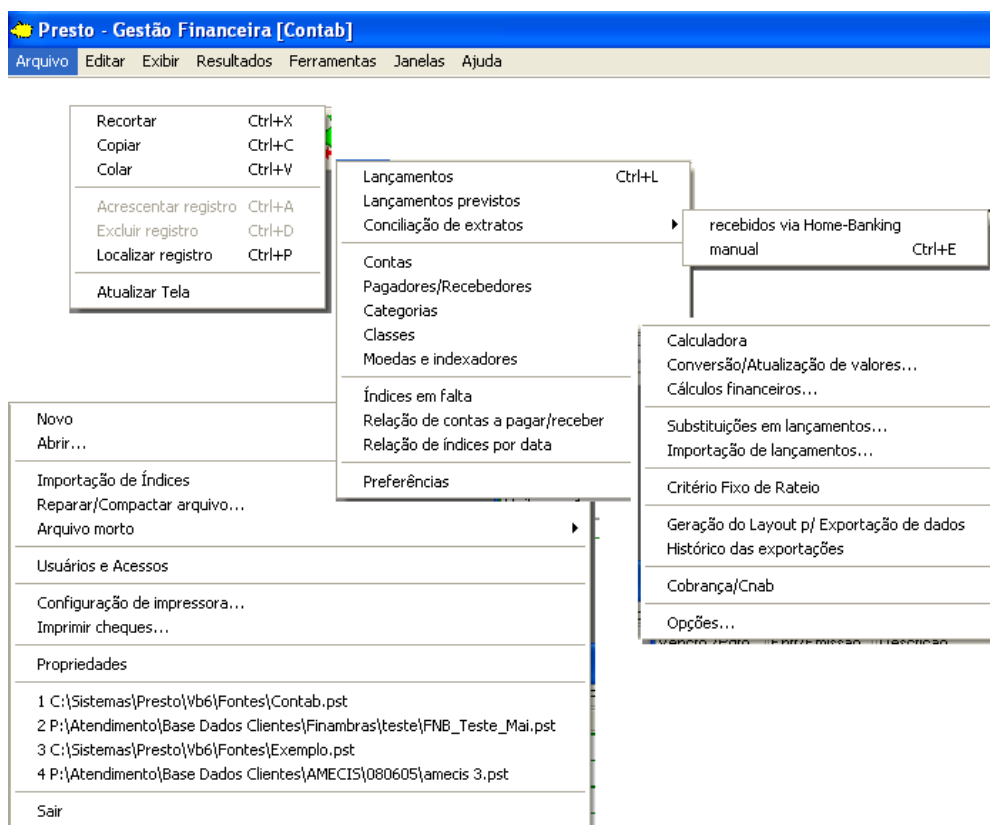 Presto - Gestão Financeira [Contab]
Arquivo Editar Exibir Resultados Ferramentas Janelas Ajuda
Recortar Ctrl+X
Copiar Ctrl+C
Colar Ctrl+V
Acrescentar registro Ctrl+A
Excluir registro Ctrl+D
Localizar registro Ctrl+P
Atualizar Tela
Lançamentos Ctrl+L
Lançamentos previstos
Conciliação de extratos
Contas
Pagadores/Recebedores
Categorias
Classes
Moedas e indexadores
Índices em falta
Relação de contas a pagar/receber
Relação de índices por data
Preferências
recebidos via Home-Banking
manual Ctrl+E
Calculadora
Conversão/Atualização de valores...
Cálculos financeiros...
Substituições em lançamentos...
Importação de lançamentos...
Critério Fixo de Rateio
Geração do Layout p/ Exportação de dados
Histórico das exportações
Cobrança/Cnab
Opções...
Novo
Abrir...
Importação de Índices
Reparar/Compactar arquivo...
Arquivo morto
Usuários e Acessos
Configuração de impressora...
Imprimir cheques...
Propriedades
1 C:\Sistemas\Presto\Vb6\Fontes\Contab.pst
2 P:\Atendimento\Base Dados Clientes\Finambras\teste\FNB_Teste_Mai.pst
3 C:\Sistemas\Presto\Vb6\Fontes\Exemplo.pst
4 P:\Atendimento\Base Dados Clientes\AMECIS\080605\amecis 3.pst
Sair